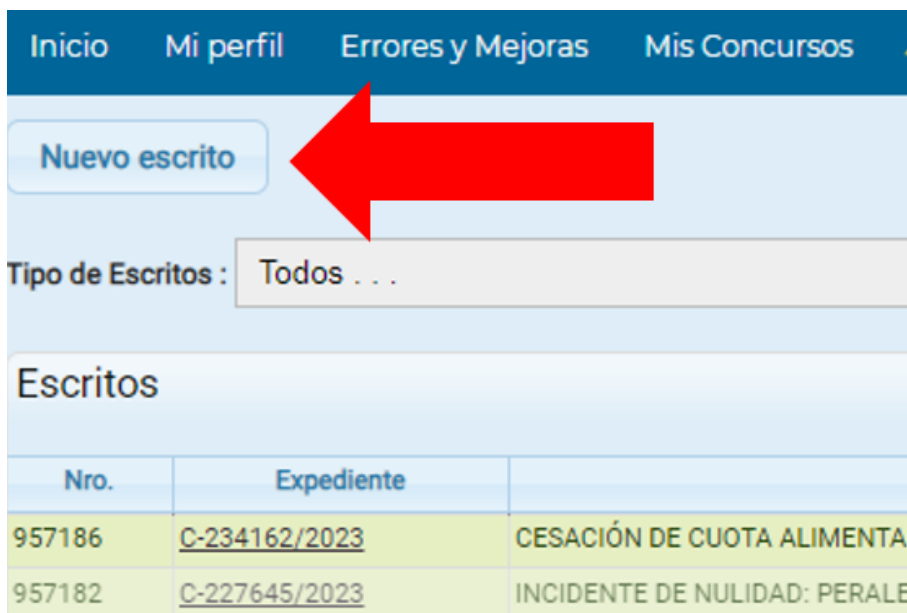 Inicio Mi perfil Errores y Mejoras Mis Concursos
Nuevo escrito
Tipo de Escritos : Todos . . .
Escritos
Nro. Expediente
957186 C-234162/2023 CESACIÓN DE CUOTA ALIMENTA
957182 C-227645/2023 INCIDENTE DE NULIDAD: PERALE